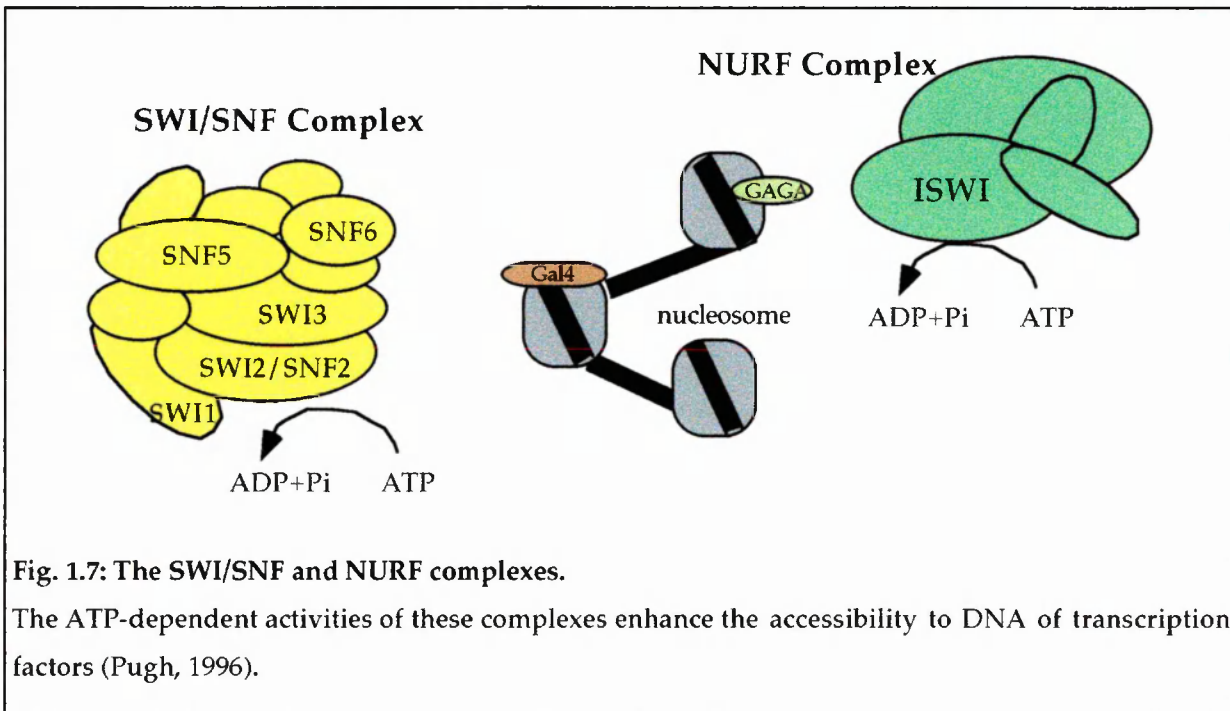 NURF Complex
SWI/SNF Complex
GAGA
ISWI
SNF6
SNF5
Gal4
SWI3
nucleosome
ADP+Pi ATP
SWI2/SNF2
SWI1
ADP+Pi ATP
Fig. 1.7: The SWI/SNF and NURF complexes.
The ATP-dependent activities of these complexes enhance the accessibility to DNA of transcription
factors (Pugh, 1996).